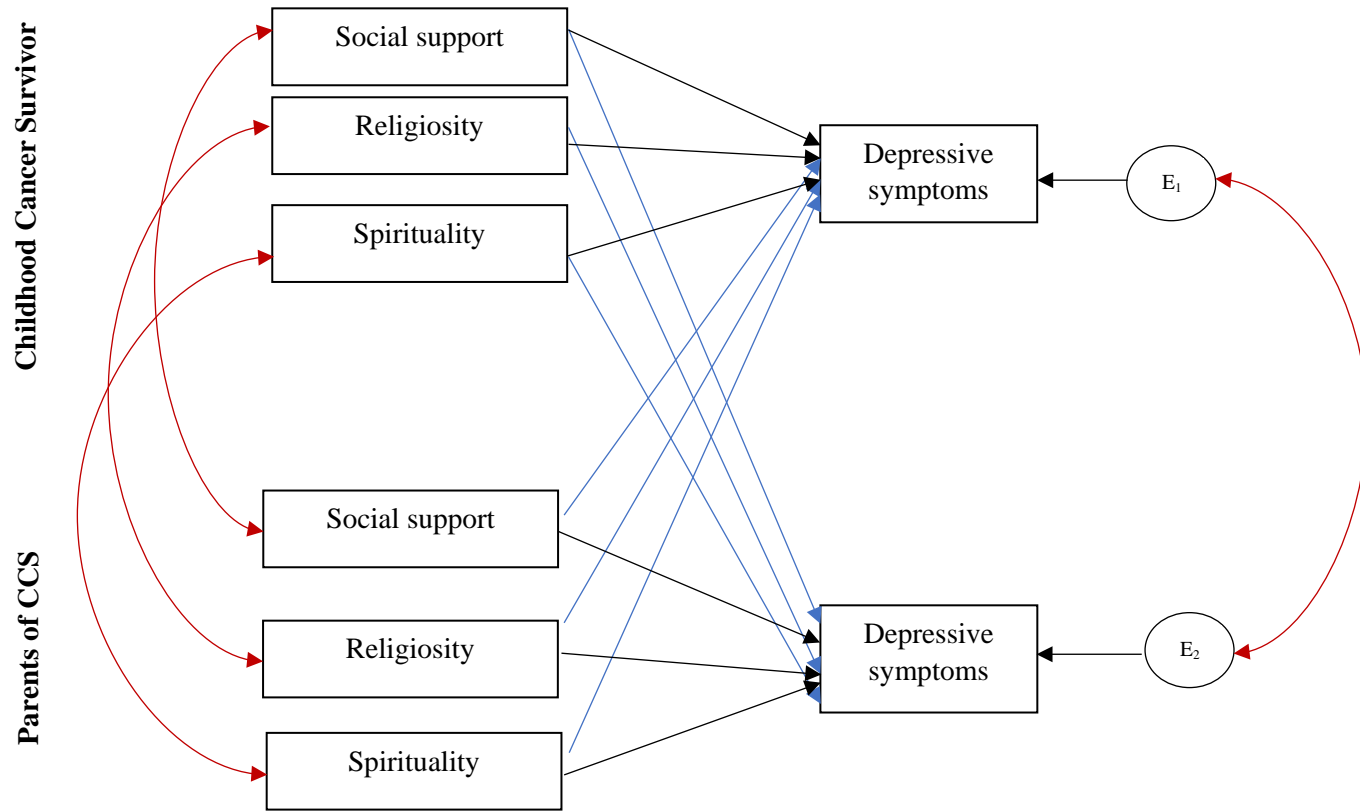 Childhood Cancer Survivor
Social support
Religiosity
Spirituality
Depressive
symptoms
E₁
Parents of CCS
Social support
Religiosity
Spirituality
Depressive
symptoms
E₂